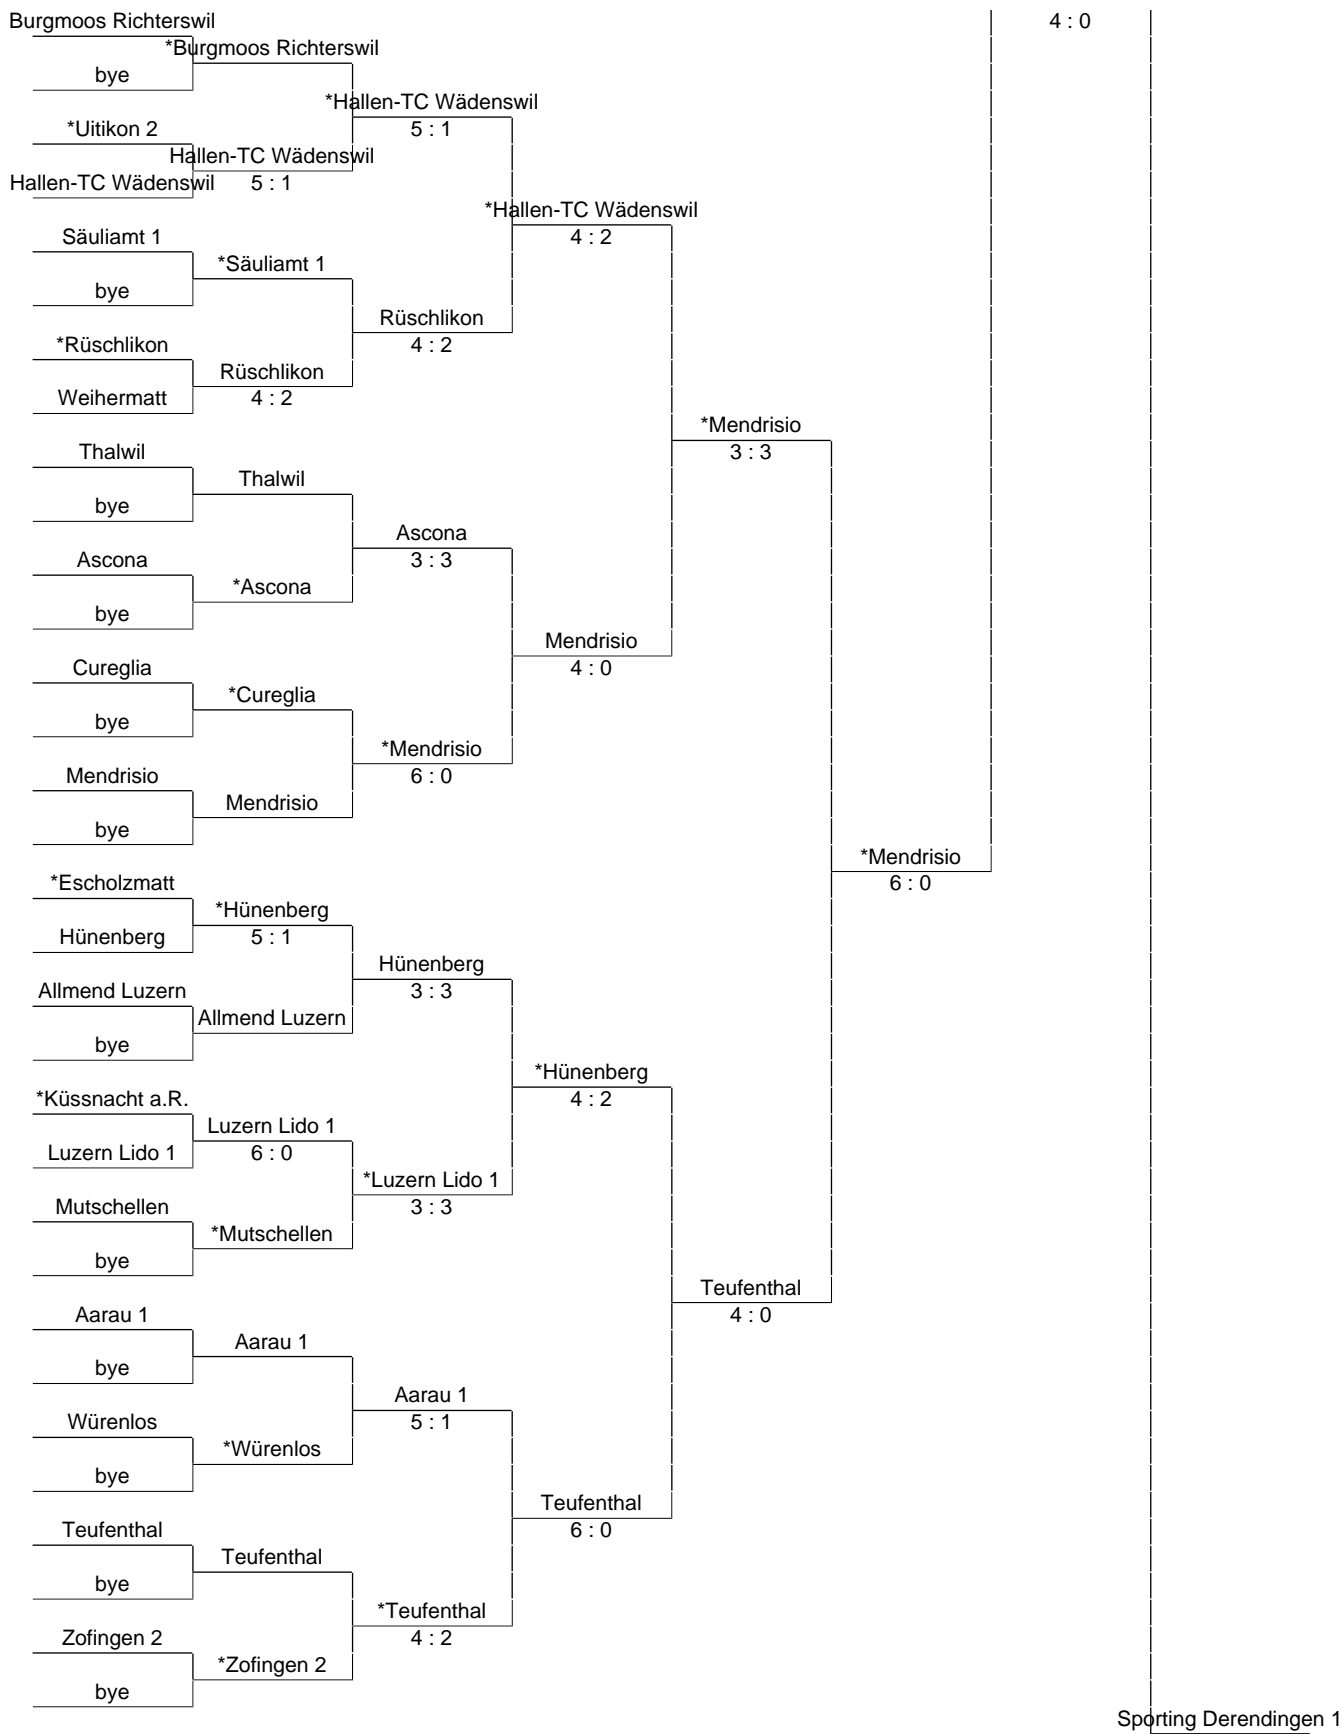 Burgmoos Richterswil
4 : 0
*Burgmoos Richterswil
bye
*Hallen-TC Wädenswil
*Uitikon 2
5 : 1
Hallen-TC Wädenswil
Hallen-TC Wädenswil
5 : 1
*Hallen-TC Wädenswil
Säuliamt 1
4 : 2
*Säuliamt 1
bye
Rüschlikon
*Rüschlikon
4 : 2
Rüschlikon
Weihermatt
4 : 2
*Mendrisio
Thalwil
3 : 3
Thalwil
bye
Ascona
Ascona
3 : 3
*Ascona
bye
Mendrisio
Cureglia
4 : 0
*Cureglia
bye
*Mendrisio
Mendrisio
6 : 0
Mendrisio
bye
*Mendrisio
*Escholzmatt
6 : 0
*Hünenberg
Hünenberg
5 : 1
Hünenberg
Allmend Luzern
3 : 3
Allmend Luzern
bye
*Hünenberg
*Küssnacht a.R.
4 : 2
Luzern Lido 1
Luzern Lido 1
6 : 0
*Luzern Lido 1
Mutschellen
3 : 3
*Mutschellen
bye
Teufenthal
Aarau 1
4 : 0
Aarau 1
bye
Aarau 1
Würenlos
5 : 1
*Würenlos
bye
Teufenthal
Teufenthal
6 : 0
Teufenthal
bye
*Teufenthal
Zofingen 2
4 : 2
*Zofingen 2
bye
Sporting Derendingen 1